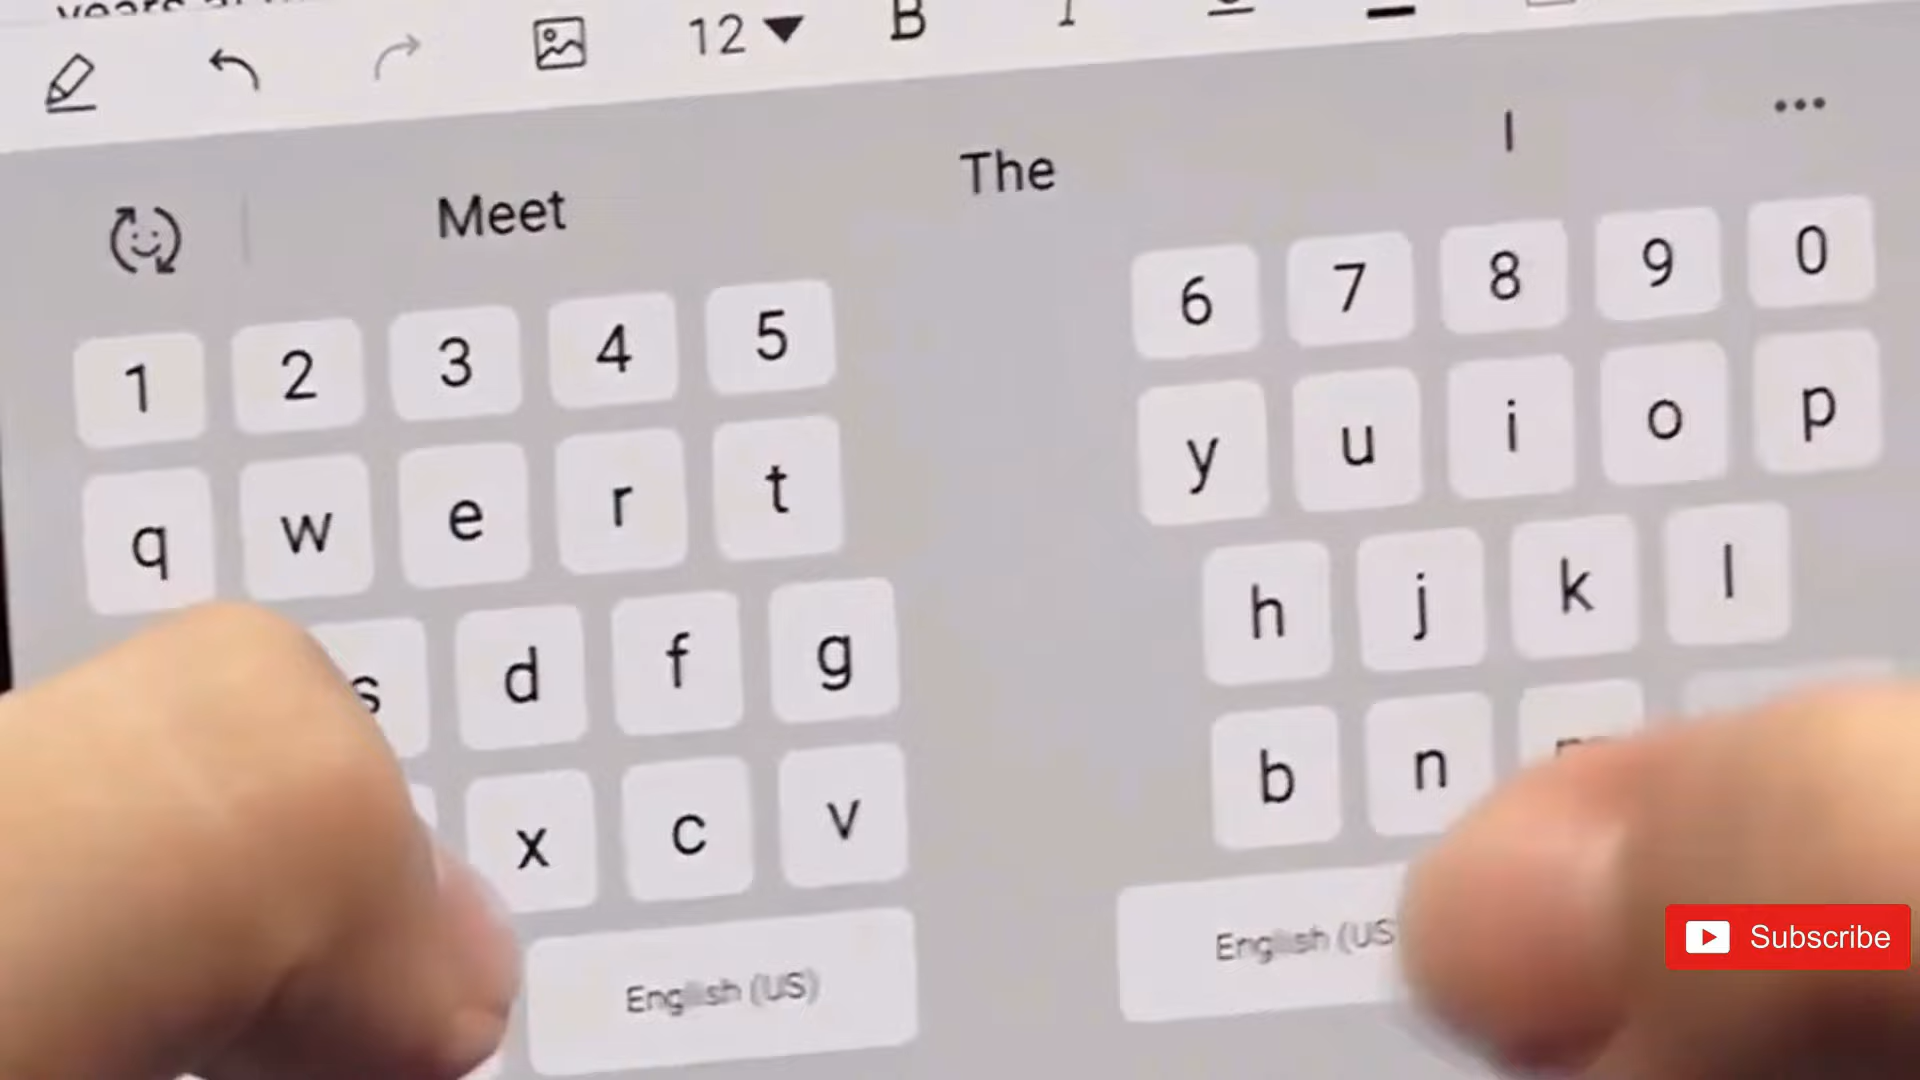 12 B I
Meet The I
1 2 3 4 5 6 7 8 9 0
q w e r t y u i o p
s d f g h j k l
x c v b n
English (US) English (US
Subscribe